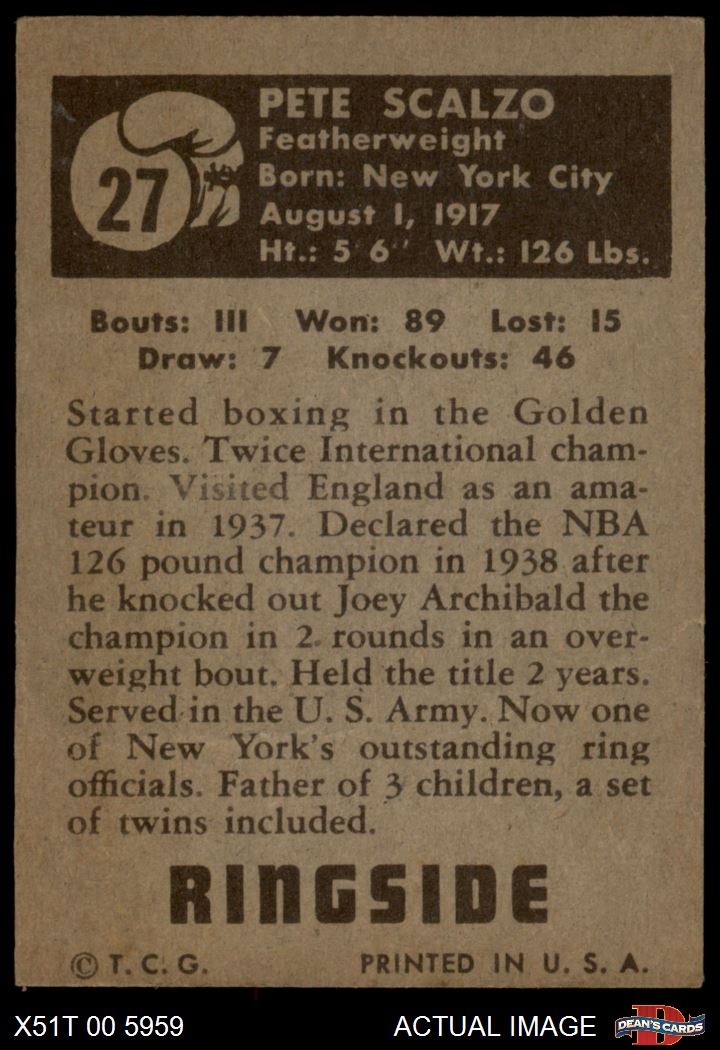 27
PETE SCALZO
Featherweight
Born: New York City
August 1, 1917
Ht.: 5' 6" Wt.: 126 Lbs.
Bouts: 111 Won: 89 Lost: 15
Draw: 7 Knockouts: 46
Started boxing in the Golden
Gloves. Twice International cham-
pion. Visited England as an ama-
teur in 1937. Declared the NBA
126 pound champion in 1938 after
he knocked out Joey Archibald the
champion in 2 rounds in an over-
weight bout. Held the title 2 years.
Served in the U. S. Army. Now one
of New York's outstanding ring
officials. Father of 3 children, a set
of twins included.
RINGSIDE
© T. C. G. PRINTED IN U. S. A.
X51T 00 5959 ACTUAL IMAGE DEAN'S CARDS